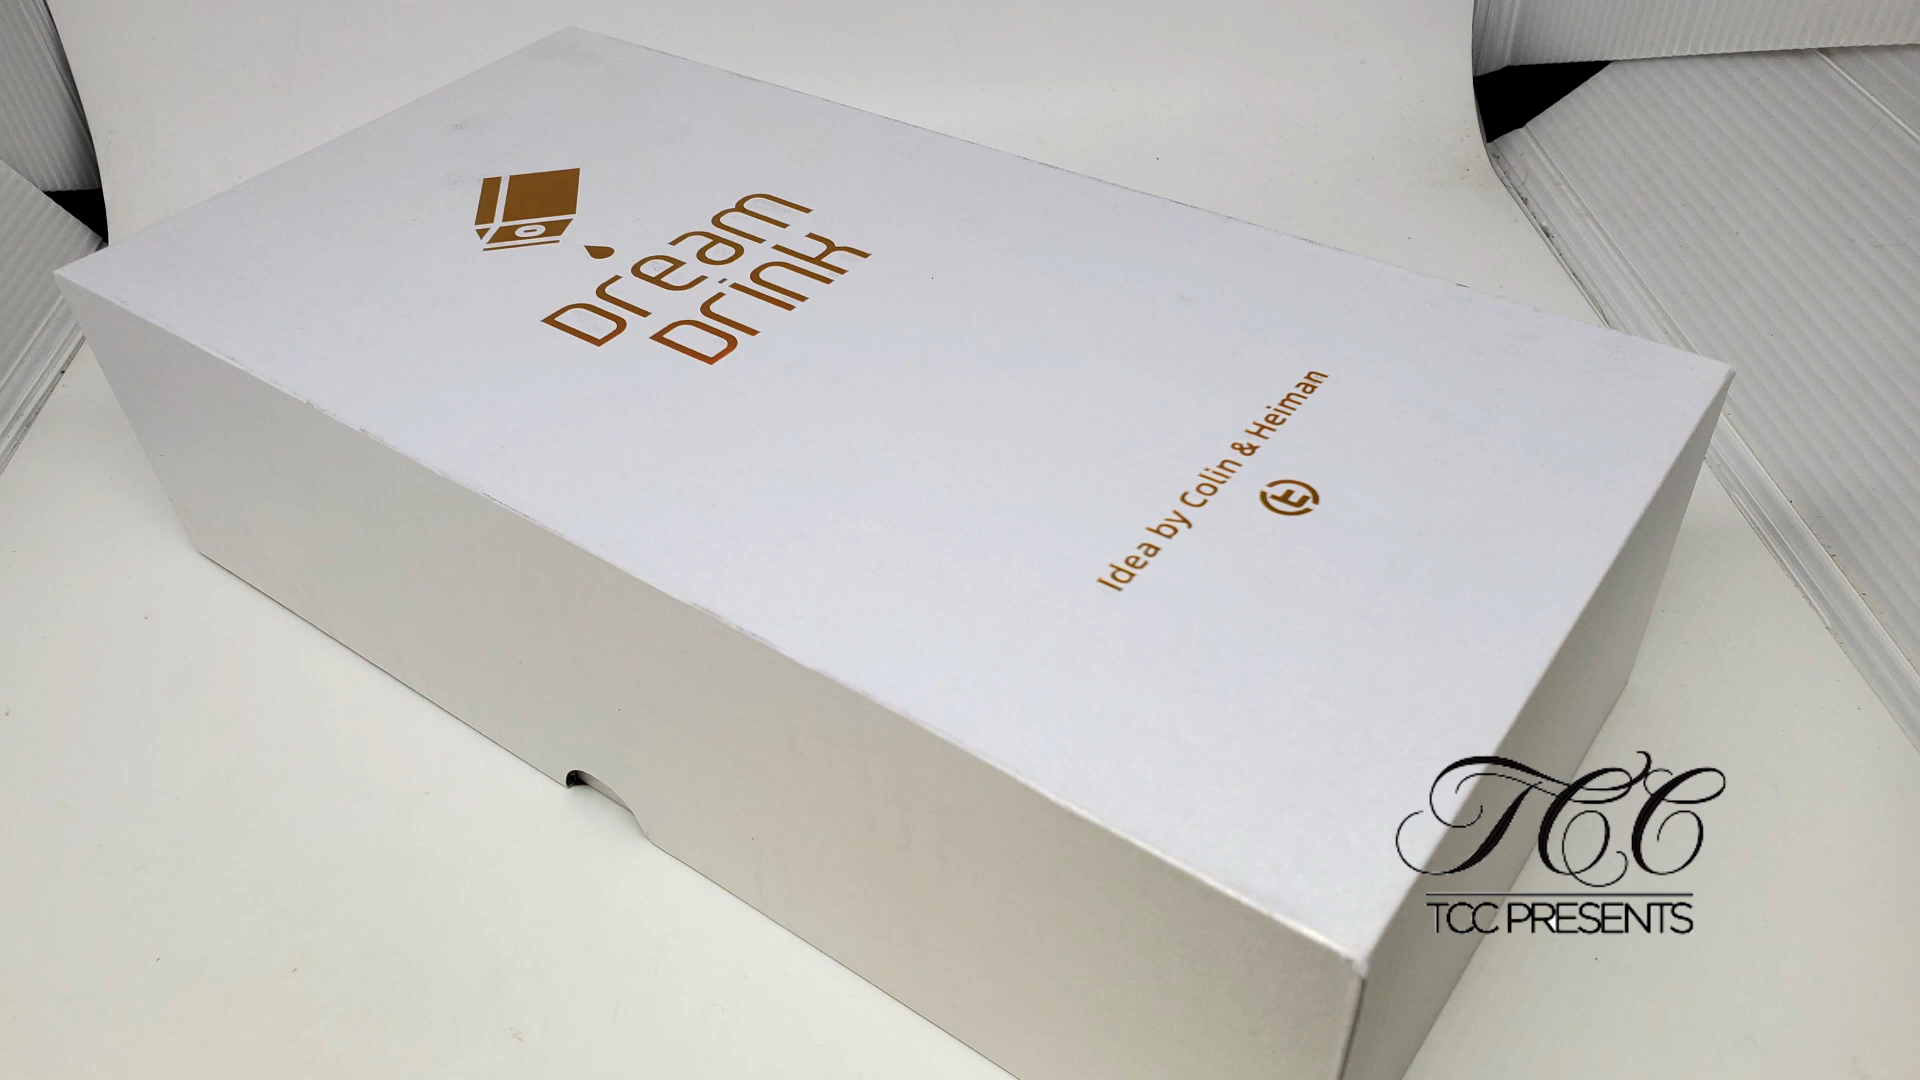 Dream
Drink
Idea by Colin & Heiman
TCC
TCC PRESENTS